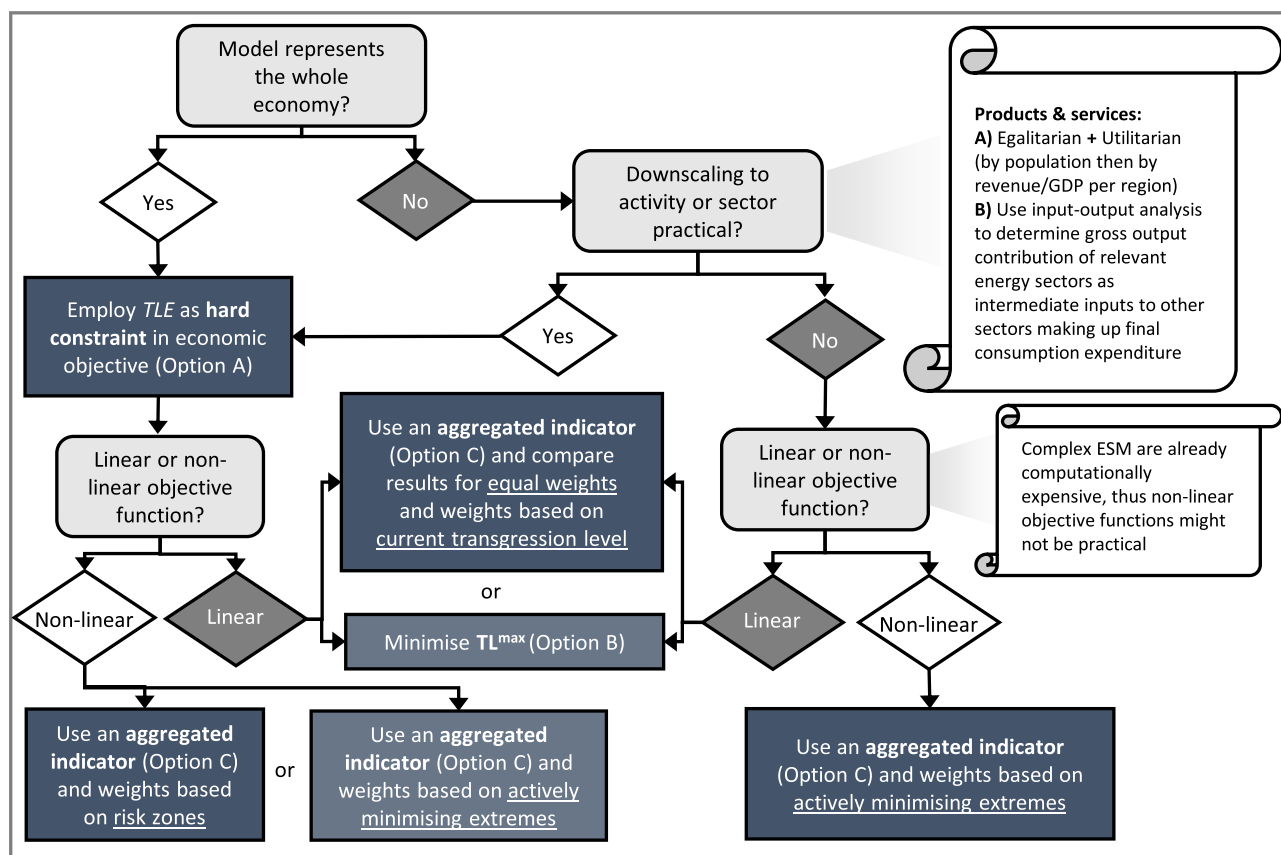 Model represents
the whole
economy?
Yes
No
Downscaling to
activity or sector
practical?
Products & services:
A) Egalitarian + Utilitarian
(by population then by
revenue/GDP per region)
B) Use input-output analysis
to determine gross output
contribution of relevant
energy sectors as
intermediate inputs to other
sectors making up final
consumption expenditure
Employ TLE as hard
constraint in economic
objective (Option A)
Yes
No
Linear or non-
linear objective
function?
Use an aggregated indicator
(Option C) and compare
results for equal weights
and weights based on
current transgression level
or
Minimise TLmax (Option B)
Linear or non-
linear objective
function?
Complex ESM are already
computationally
expensive, thus non-linear
objective functions might
not be practical
Non-linear
Linear
Linear
Non-linear
Use an aggregated
indicator (Option C)
and weights based
on risk zones
or
Use an aggregated
indicator (Option C) and
weights based on actively
minimising extremes
Use an aggregated indicator
(Option C) and weights based on
actively minimising extremes